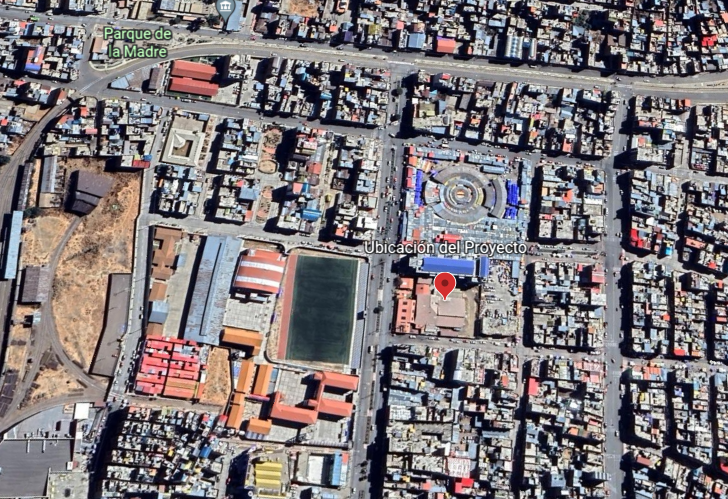 Parque de
la Madre
Ubicación del Proyecto